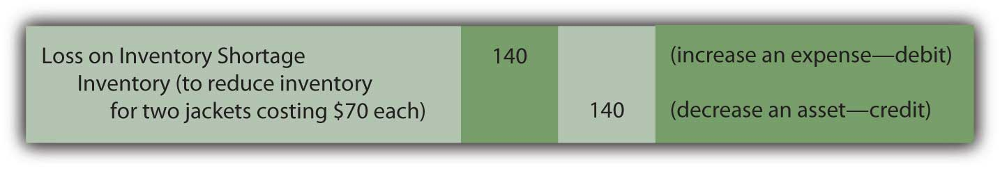 Loss on Inventory Shortage 140 (increase an expense—debit)
Inventory (to reduce inventory
for two jackets costing $70 each) 140 (decrease an asset—credit)